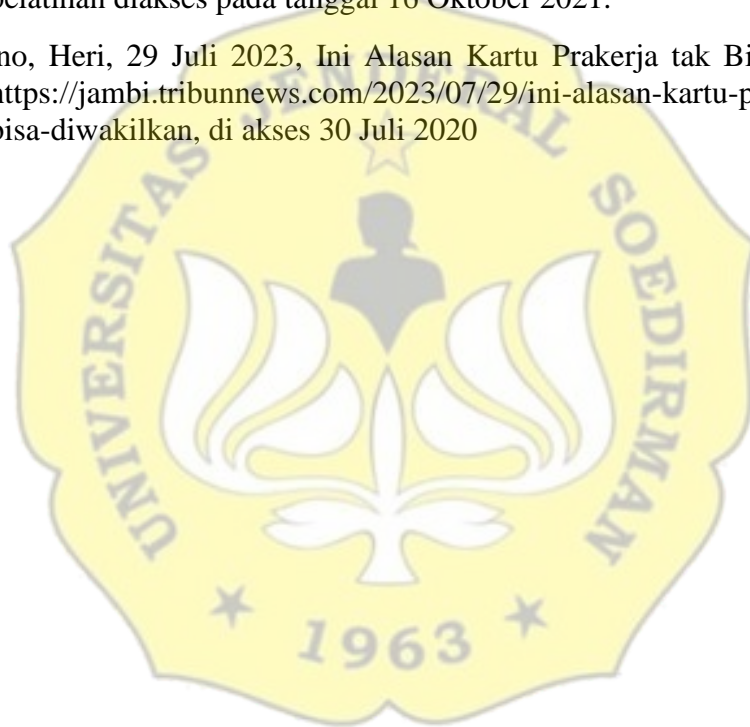 pelatihan diakses pada tanggal 16 Oktober 2021.
no, Heri, 29 Juli 2023, Ini Alasan Kartu Prakerja tak Bi
https://jambi.tribunnews.com/2023/07/29/ini-alasan-kartu-p
bisa-diwakilkan, di akses 30 Juli 2020
UNIVERSITAS JENDERAL SOEDIRMAN
1963